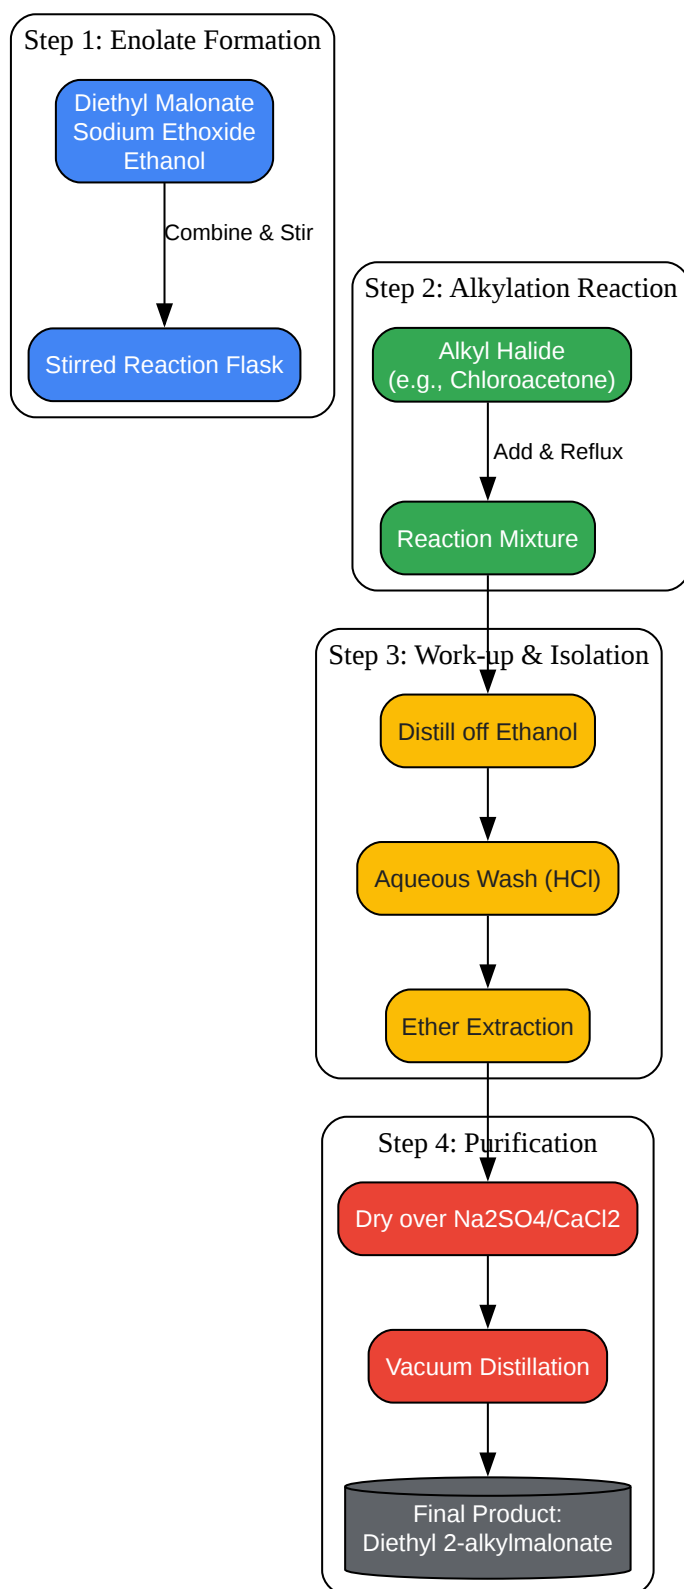 Step 1: Enolate Formation
Diethyl Malonate
Sodium Ethoxide
Ethanol
Combine & Stir
Stirred Reaction Flask
Step 2: Alkylation Reaction
Alkyl Halide
(e.g., Chloroacetone)
Add & Reflux
Reaction Mixture
Step 3: Work-up & Isolation
Distill off Ethanol
Aqueous Wash (HCl)
Ether Extraction
Step 4: Purification
Dry over Na2SO4/CaCl2
Vacuum Distillation
Final Product:
Diethyl 2-alkylmalonate